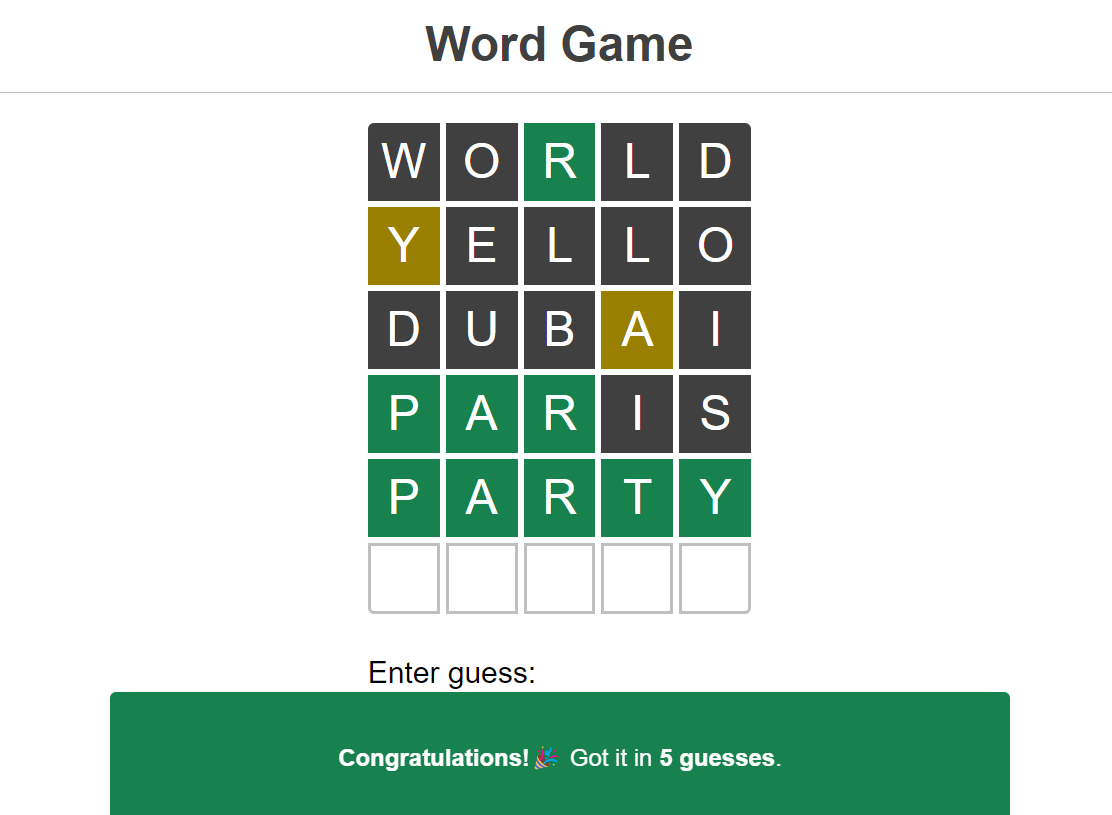 Word Game
W O R L D
Y E L L O
D U B A I
P A R I S
P A R T Y
Enter guess:
Congratulations! 🎉 Got it in 5 guesses.